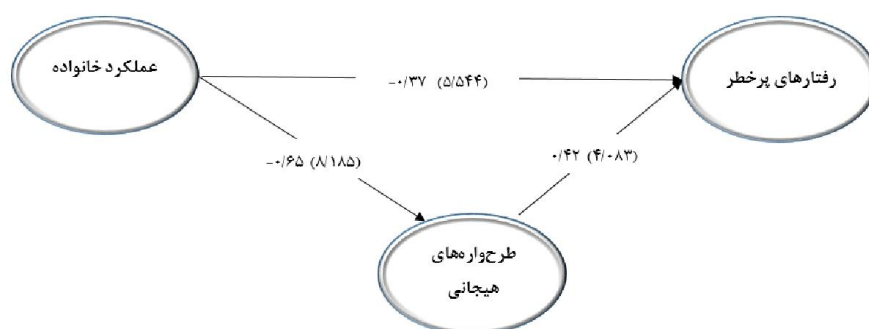 عملکرد خانواده
رفتارهای پرخطر
-۰/۳۷ (۵/۵۴۴)
-۰/۶۵ (۸/۱۸۵)
۰/۴۲ (۴/۰۸۳)
طرح‌واره‌های
هیجانی